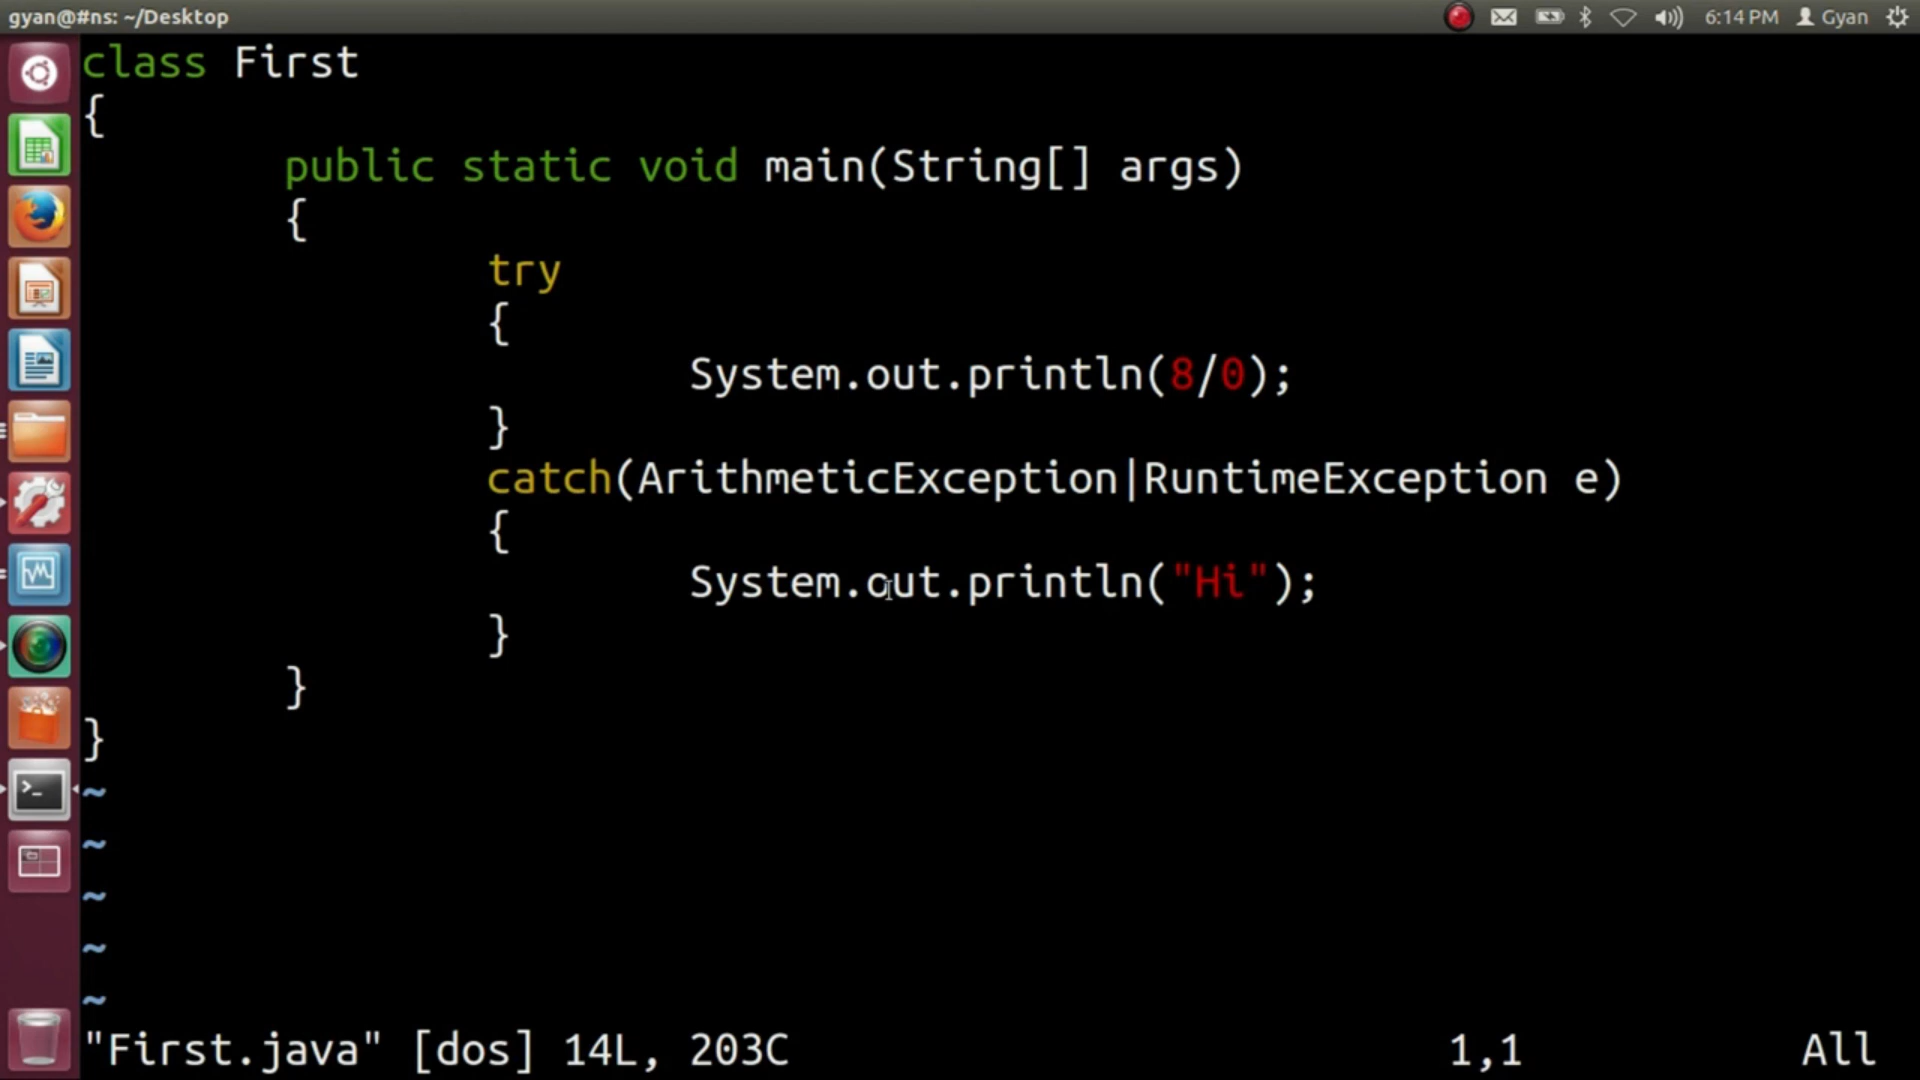 gyan@#ns: ~/Desktop 6:14 PM Gyan
class First
{
public static void main(String[] args)
{
try
{
System.out.println(8/0);
}
catch(ArithmeticException|RuntimeException e)
{
System.out.println("Hi");
}
}
}
~
~
~
~
~
"First.java" [dos] 14L, 203C 1,1 All